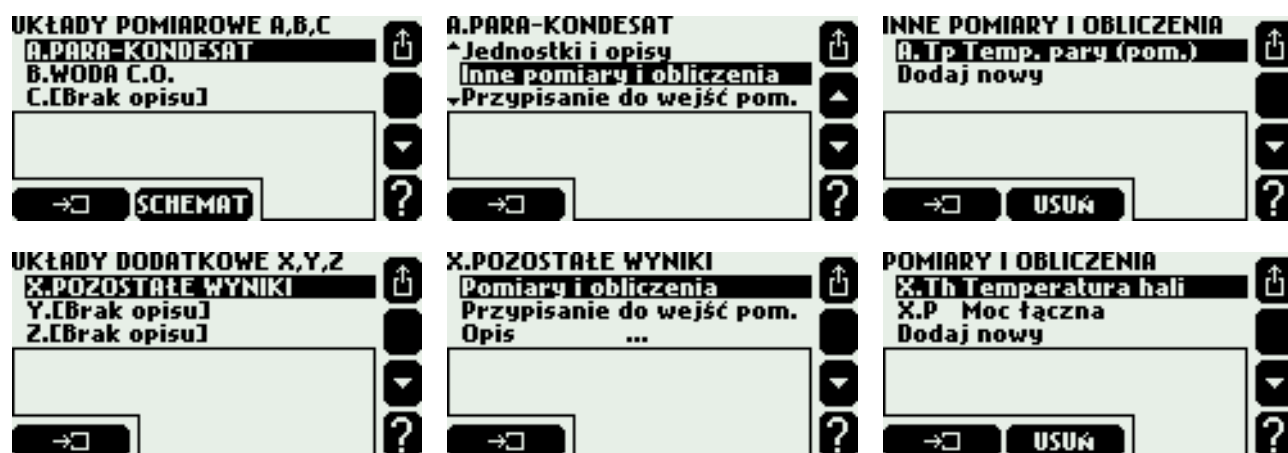 UKŁADY POMIAROWE A,B,C
A.PARA-KONDESAT
B.WODA C.O.
C.[Brak opisu]
SCHEMAT
?
A.PARA-KONDESAT
Jednostki i opisy
Inne pomiary i obliczenia
Przypisanie do wejść pom.
?
INNE POMIARY I OBLICZENIA
A.Tp Temp. pary (pom.)
Dodaj nowy
USUń
?
UKŁADY DODATKOWE X,Y,Z
X.POZOSTAŁE WYNIKI
Y.[Brak opisu]
Z.[Brak opisu]
?
X.POZOSTAŁE WYNIKI
Pomiary i obliczenia
Przypisanie do wejść pom.
Opis ...
?
POMIARY I OBLICZENIA
X.Th Temperatura hali
X.P Moc łączna
Dodaj nowy
USUń
?